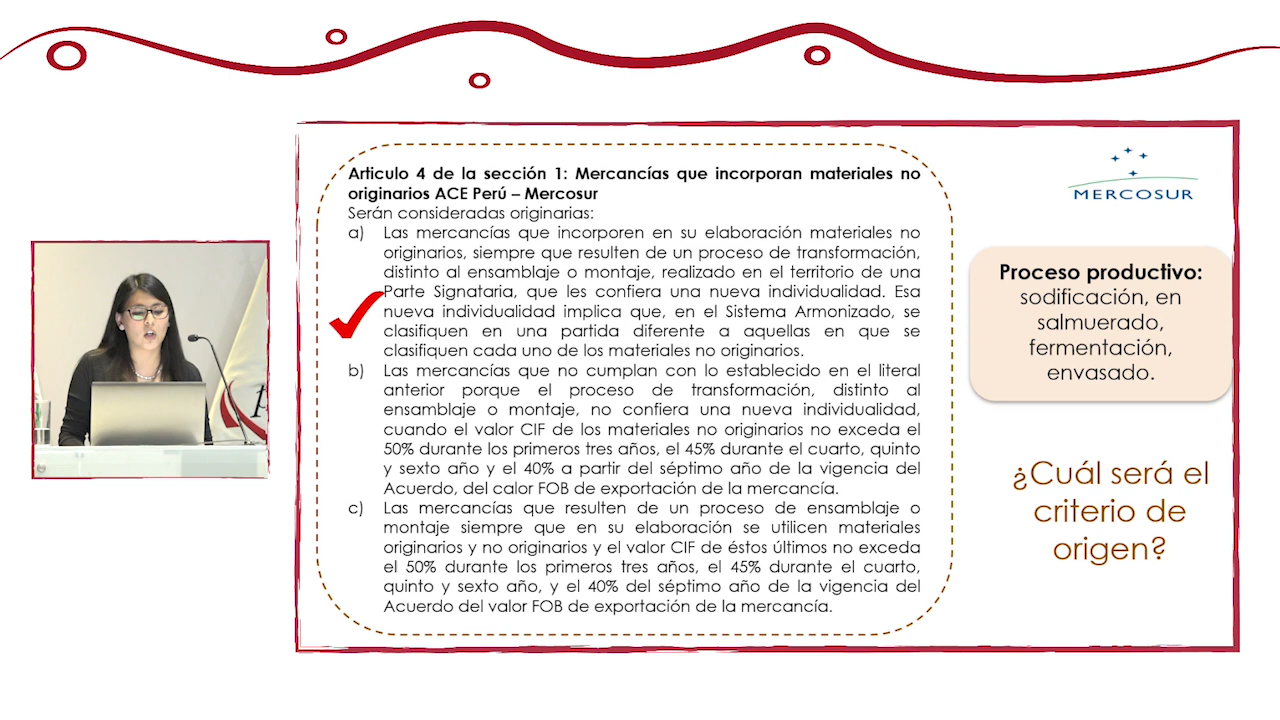 Articulo 4 de la sección 1: Mercancías que incorporan materiales no
originarios ACE Perú – Mercosur
Serán consideradas originarias:
a) Las mercancías que incorporen en su elaboración materiales no
originarios, siempre que resulten de un proceso de transformación,
distinto al ensamblaje o montaje, realizado en el territorio de una
Parte Signataria, que les confiera una nueva individualidad. Esa
nueva individualidad implica que, en el Sistema Armonizado, se
clasifiquen en una partida diferente a aquellas en que se
clasifiquen cada uno de los materiales no originarios.
b) Las mercancías que no cumplan con lo establecido en el literal
anterior porque el proceso de transformación, distinto al
ensamblaje o montaje, no confiera una nueva individualidad,
cuando el valor CIF de los materiales no originarios no exceda el
50% durante los primeros tres años, el 45% durante el cuarto, quinto
y sexto año y el 40% a partir del séptimo año de la vigencia del
Acuerdo, del calor FOB de exportación de la mercancía.
c) Las mercancías que resulten de un proceso de ensamblaje o
montaje siempre que en su elaboración se utilicen materiales
originarios y no originarios y el valor CIF de éstos últimos no exceda
el 50% durante los primeros tres años, el 45% durante el cuarto,
quinto y sexto año, y el 40% del séptimo año de la vigencia del
Acuerdo del valor FOB de exportación de la mercancía.
MERCOSUR
Proceso productivo:
sodificación, en
salmuerado,
fermentación,
envasado.
¿Cuál será el
criterio de
origen?